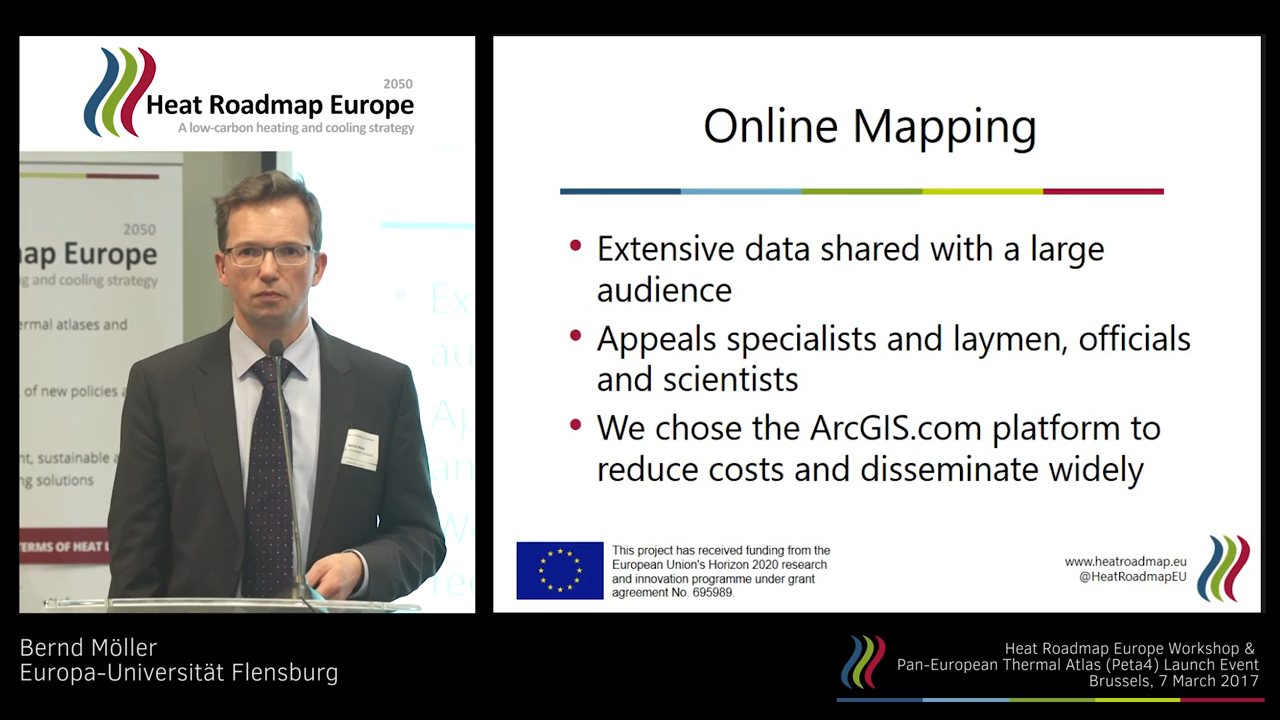 2050
Heat Roadmap Europe
A low-carbon heating and cooling strategy
2050
ap Europe
and cooling strategy
ermal atlases and
of new policies
nt, sustainable
ng solutions
TERMS OF HEAT
Online Mapping
• Extensive data shared with a large
audience
• Appeals specialists and laymen, officials
and scientists
• We chose the ArcGIS.com platform to
reduce costs and disseminate widely
This project has received funding from the
European Union's Horizon 2020 research
and innovation programme under grant
agreement No. 695989.
www.heatroadmap.eu
@HeatRoadmapEU
Bernd Möller
Europa-Universität Flensburg
Heat Roadmap Europe Workshop &
Pan-European Thermal Atlas (Peta4) Launch Event
Brussels, 7 March 2017